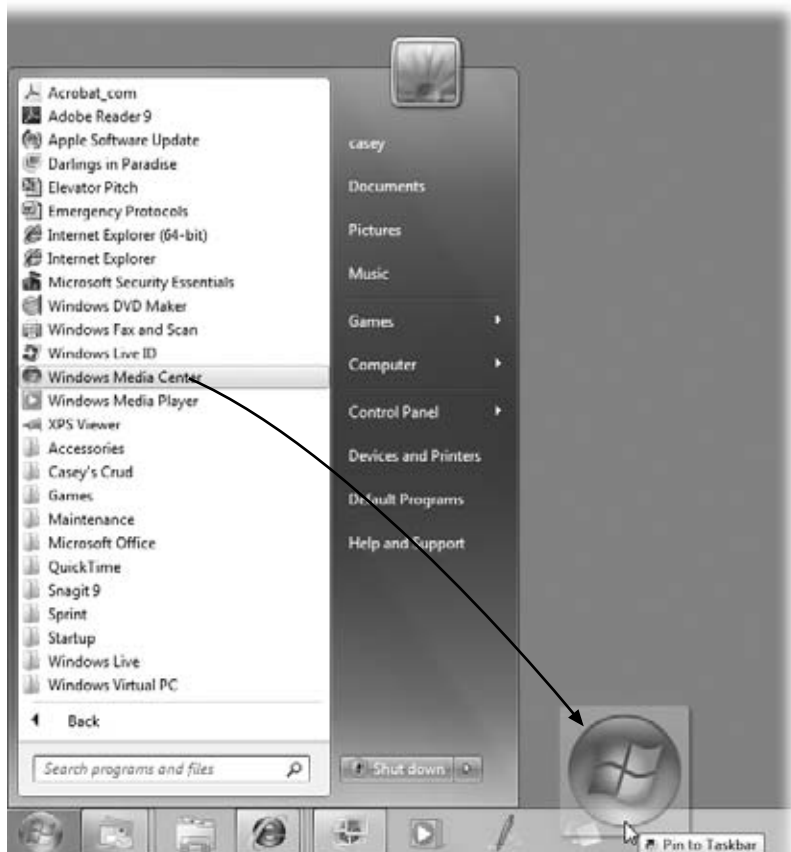 Acrobat_com
Adobe Reader 9
Apple Software Update
Darlings in Paradise
Elevator Pitch
Emergency Protocols
Internet Explorer (64-bit)
Internet Explorer
Microsoft Security Essentials
Windows DVD Maker
Windows Fax and Scan
Windows Live ID
Windows Media Center
Windows Media Player
XPS Viewer
Accessories
Casey's Crud
Games
Maintenance
Microsoft Office
QuickTime
Snagit 9
Sprint
Startup
Windows Live
Windows Virtual PC
Back
Search programs and files
casey
Documents
Pictures
Music
Games
Computer
Control Panel
Devices and Printers
Default Programs
Help and Support
Shut down
Pin to Taskbar